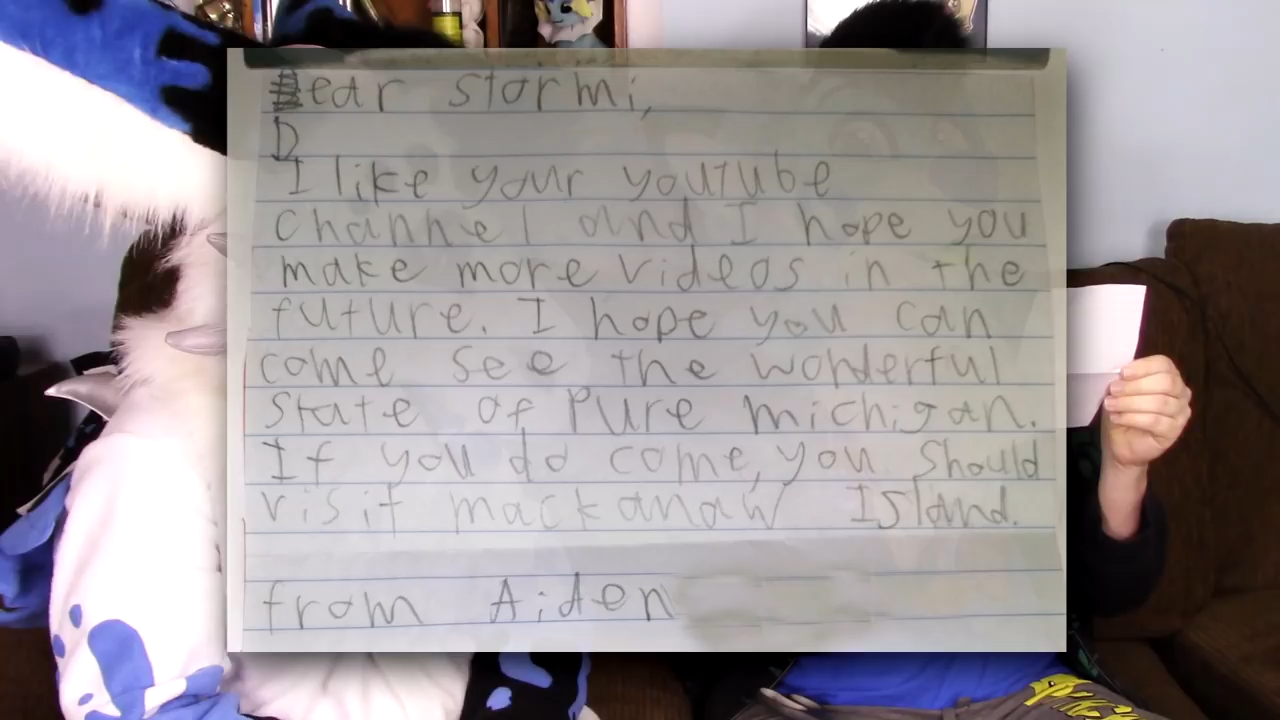 Dear Stormi,
D
I like your youtube
channel and I hope you
make more videos in the
future. I hope you can
come see the wonderful
state of Pure michigan.
If you do come, you should
visit mackanaw Island.
from Aiden